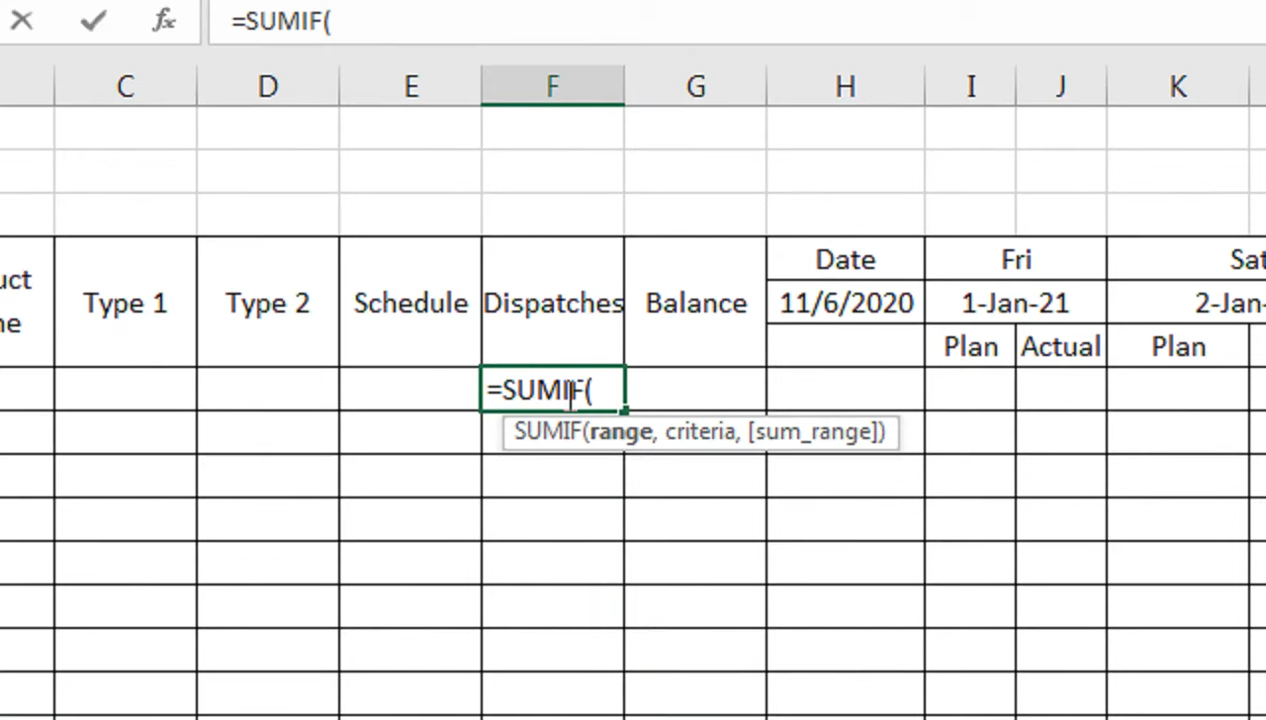 =SUMIF(
C D E F G H I J K
Date Fri
uct Type 1 Type 2 Schedule Dispatches Balance 11/6/2020 1-Jan-21 2-Jan-
Plan Actual Plan
=SUMIF(
SUMIF(range, criteria, [sum_range])